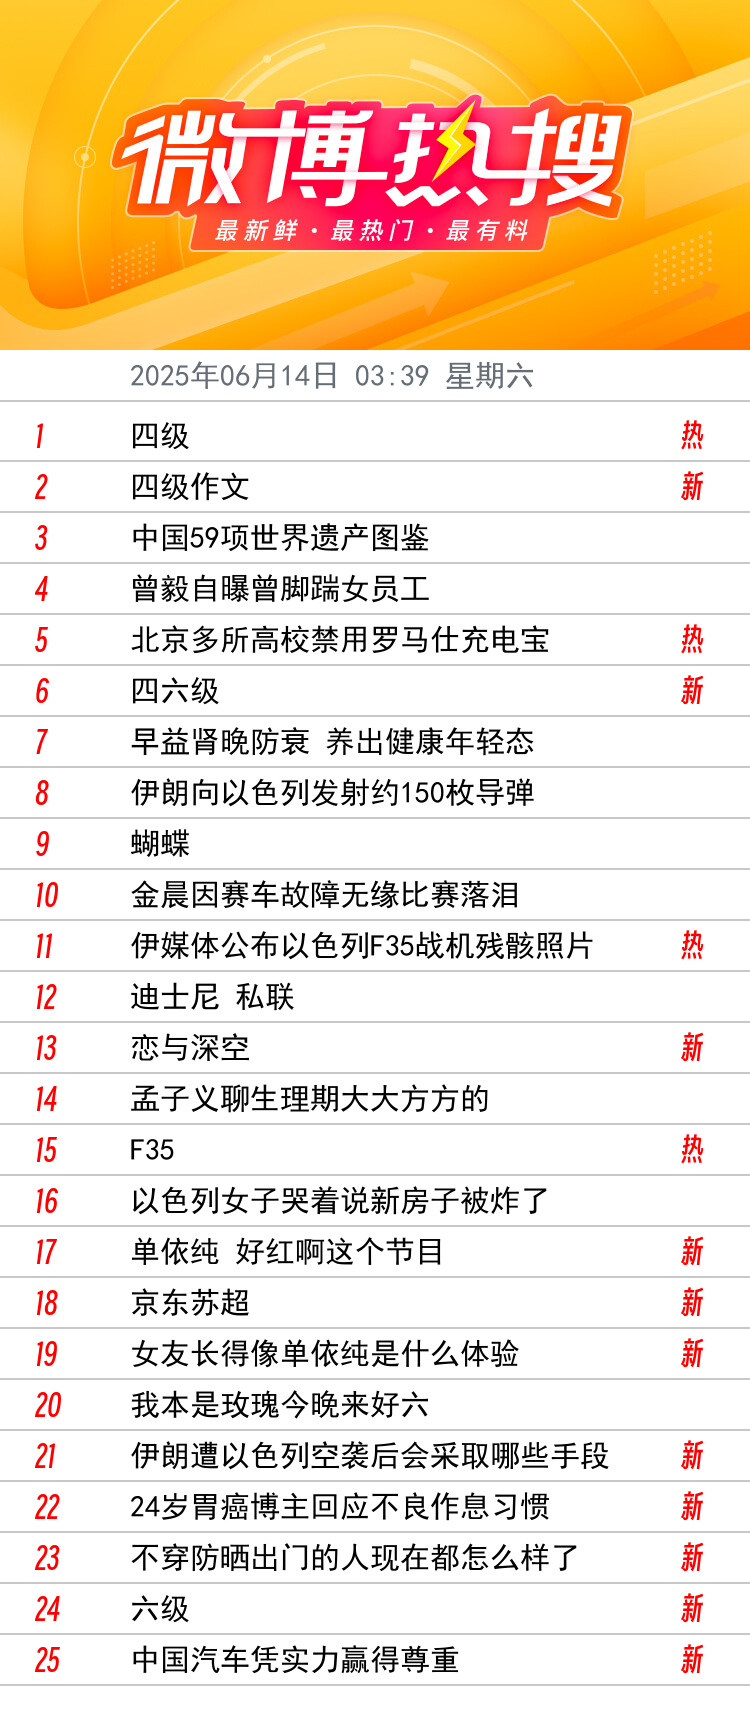 微博热搜
最新鲜·最热门·最有料
2025年06月14日 03:39 星期六
1 四级 热
2 四级作文 新
3 中国59项世界遗产图鉴
4 曾毅自曝曾脚踹女员工
5 北京多所高校禁用罗马仕充电宝 热
6 四六级 新
7 早益肾晚防衰 养出健康年轻态
8 伊朗向以色列发射约150枚导弹
9 蝴蝶
10 金晨因赛车故障无缘比赛落泪
11 伊媒体公布以色列F35战机残骸照片 热
12 迪士尼 私联
13 恋与深空 新
14 孟子义聊生理期大大方方的
15 F35 热
16 以色列女子哭着说新房子被炸了
17 单依纯 好红啊这个节目 新
18 京东苏超 新
19 女友长得像单依纯是什么体验 新
20 我本是玫瑰今晚来好六
21 伊朗遭以色列空袭后会采取哪些手段 新
22 24岁胃癌博主回应不良作息习惯 新
23 不穿防晒出门的人现在都怎么样了 新
24 六级 新
25 中国汽车凭实力赢得尊重 新